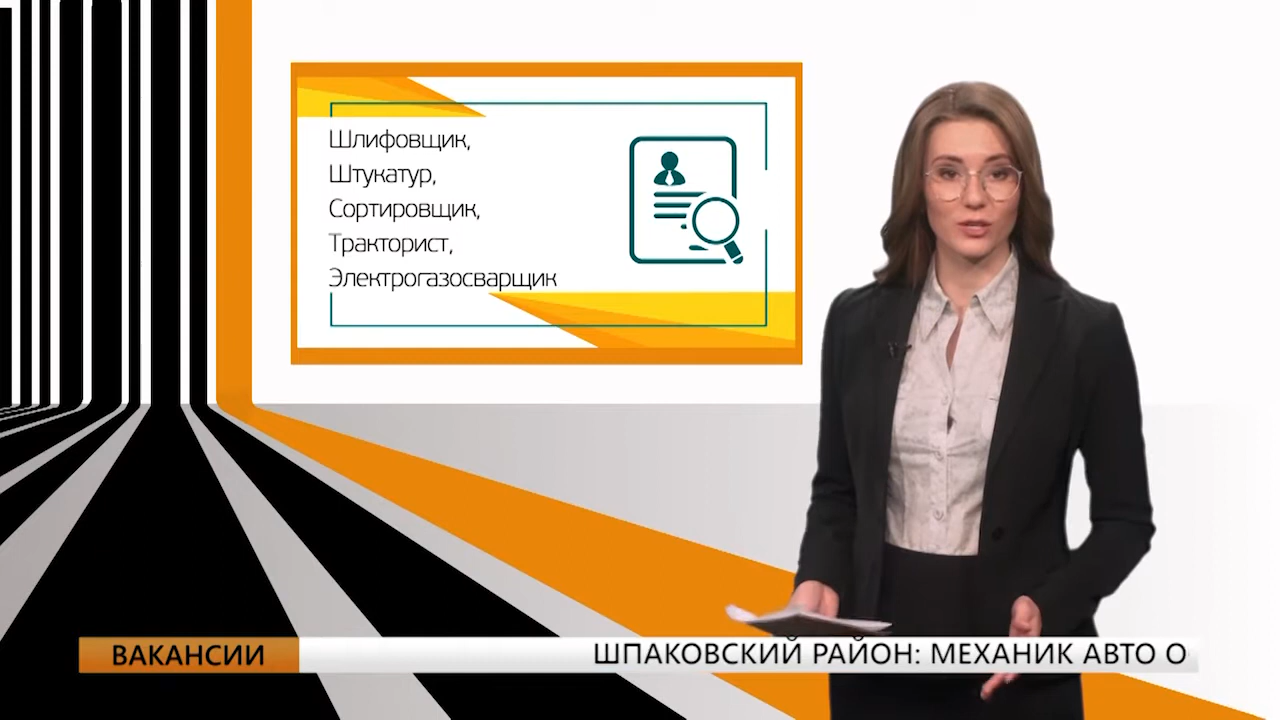 Шлифовщик,
Штукатур,
Сортировщик,
Тракторист,
Электрогазосварщик
ВАКАНСИИ
ШПАКОВСКИЙ РАЙОН: МЕХАНИК АВТО О